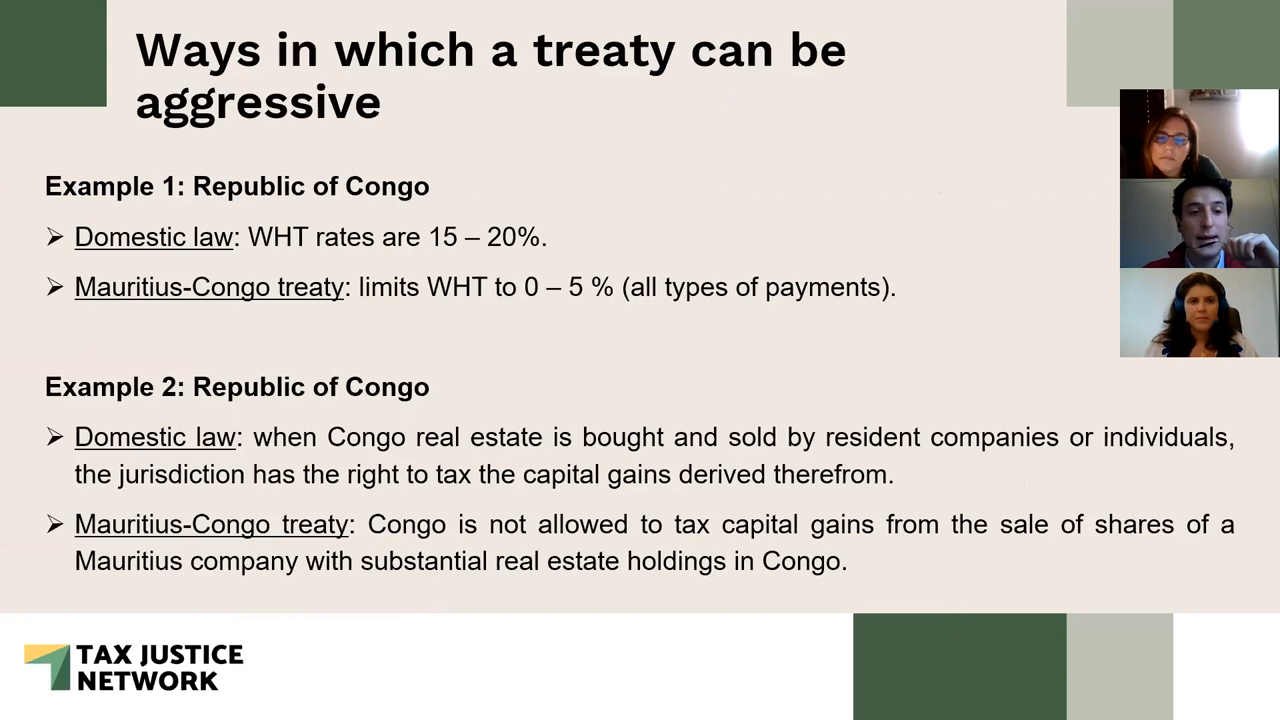 Ways in which a treaty can be
aggressive
Example 1: Republic of Congo
➢ Domestic law: WHT rates are 15 – 20%.
➢ Mauritius-Congo treaty: limits WHT to 0 – 5 % (all types of payments).
Example 2: Republic of Congo
➢ Domestic law: when Congo real estate is bought and sold by resident companies or individuals,
the jurisdiction has the right to tax the capital gains derived therefrom.
➢ Mauritius-Congo treaty: Congo is not allowed to tax capital gains from the sale of shares of a
Mauritius company with substantial real estate holdings in Congo.
TAX JUSTICE
NETWORK